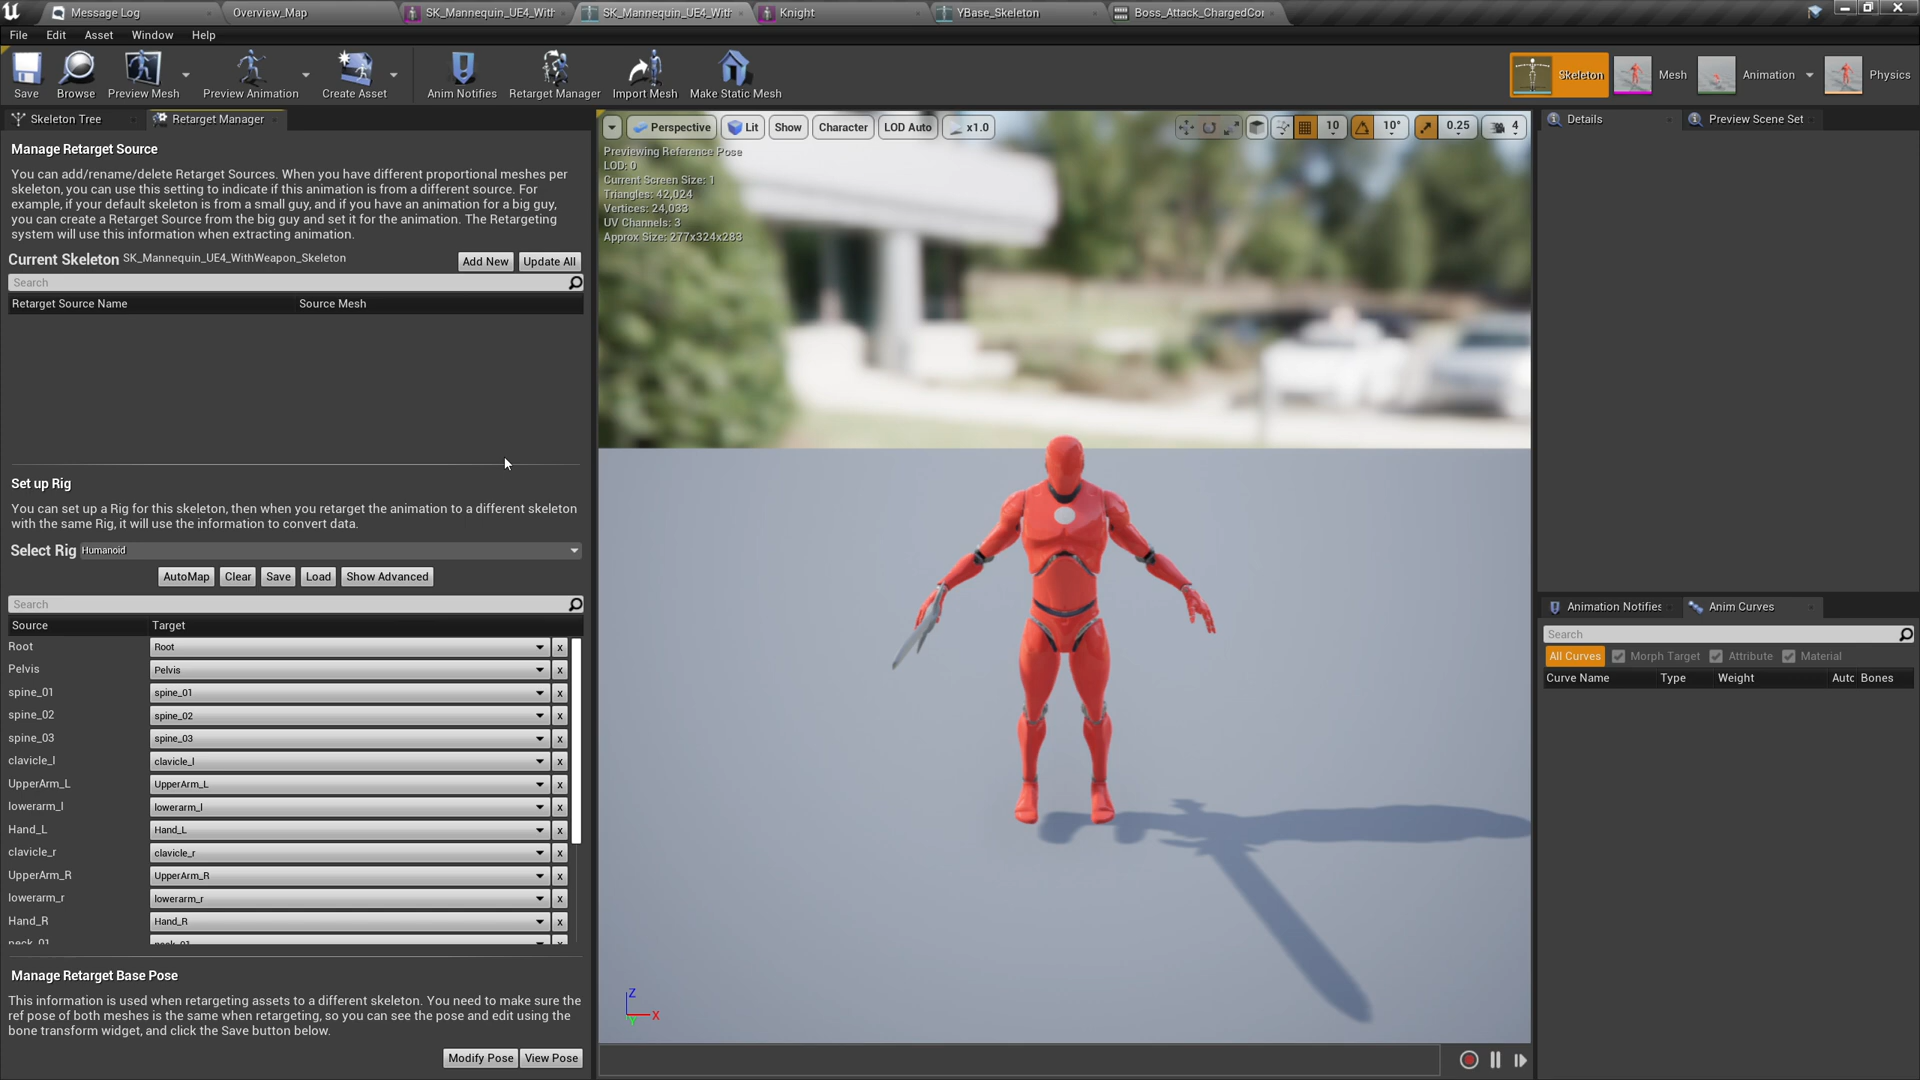 Message Log
Overview_Map
SK_Mannequin_UE4_Witl
SK_Mannequin_UE4_Witl
Knight
YBase_Skeleton
Boss_Attack_ChargedCor
File
Edit
Asset
Window
Help
Save
Browse
Preview Mesh
Preview Animation
Create Asset
Anim Notifies
Retarget Manager
Import Mesh
Make Static Mesh
Skeleton
Mesh
Animation
Physics
Skeleton Tree
Retarget Manager
Manage Retarget Source
You can add/rename/delete Retarget Sources. When you have different proportional meshes per
skeleton, you can use this setting to indicate if this animation is from a different source. For
example, if your default skeleton is from a small guy, and if you have an animation for a big guy,
you can create a Retarget Source from the big guy and set it for the animation. The Retargeting
system will use this information when extracting animation.
Current Skeleton SK_Mannequin_UE4_WithWeapon_Skeleton
Add New
Update All
Search
Retarget Source Name
Source Mesh
Set up Rig
You can set up a Rig for this skeleton, then when you retarget the animation to a different skeleton
with the same Rig, it will use the information to convert data.
Select Rig Humanoid
AutoMap
Clear
Save
Load
Show Advanced
Search
Source
Target
Root
Root
x
Pelvis
Pelvis
x
spine_01
spine_01
x
spine_02
spine_02
x
spine_03
spine_03
x
clavicle_l
clavicle_l
x
UpperArm_L
UpperArm_L
x
lowerarm_l
lowerarm_l
x
Hand_L
Hand_L
x
clavicle_r
clavicle_r
x
UpperArm_R
UpperArm_R
x
lowerarm_r
lowerarm_r
x
Hand_R
Hand_R
x
neck_01
neck_01
x
Manage Retarget Base Pose
This information is used when retargeting assets to a different skeleton. You need to make sure the
ref pose of both meshes is the same when retargeting, so you can see the pose and edit using the
bone transform widget, and click the Save button below.
Modify Pose
View Pose
Perspective
Lit
Show
Character
LOD Auto
x1.0
10
10°
0.25
4
Previewing Reference Pose
LOD: 0
Current Screen Size: 1
Triangles: 42,024
Vertices: 24,033
UV Channels: 3
Approx Size: 277x324x283
Z
X
Y
Details
Preview Scene Set
Animation Notifies
Anim Curves
Search
All Curves
Morph Target
Attribute
Material
Curve Name
Type
Weight
Autc
Bones